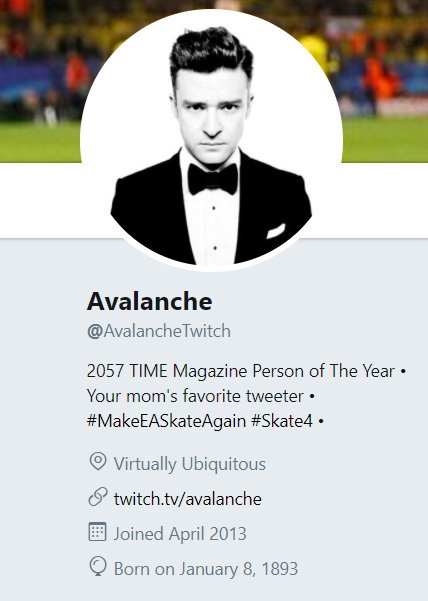 Avalanche
@AvalancheTwitch
2057 TIME Magazine Person of The Year •
Your mom's favorite tweeter •
#MakeEASkateAgain #Skate4 •
Virtually Ubiquitous
twitch.tv/avalanche
Joined April 2013
Born on January 8, 1893